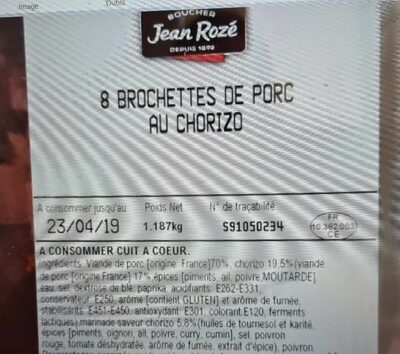 Image
Outils
BOUCHER
Jean Rozé
DEPUIS 1892
8 BROCHETTES DE PORC
AU CHORIZO
A consommer jusqu'au Poids Net N° de traçabilité
23/04/19 1.187kg S91050234
FR
10.362.003
CE
A CONSOMMER CUIT A COEUR.
Ingrédients: Viande de porc [origine: France]70%, chorizo 19.5%(viande
de porc [origine:France] 17% épices [piments, ail, poivre,MOUTARDE]
eau, sel, dextrose de blé, paprika, acidifiants: E262-E331,
conservateur: E250, arôme [contient GLUTEN] et arôme de fumée,
stabilisants: E451-E450, antioxydant: E301, colorant:E120, ferments
lactiques),marinade saveur chorizo 5.8%(huiles de tournesol et karité,
épices [piments, oignon, ail, poivre, curry, cumin], sel, poivron
rouge, tomate déshydratée, arôme de fumée, extrait d'épice), poivron